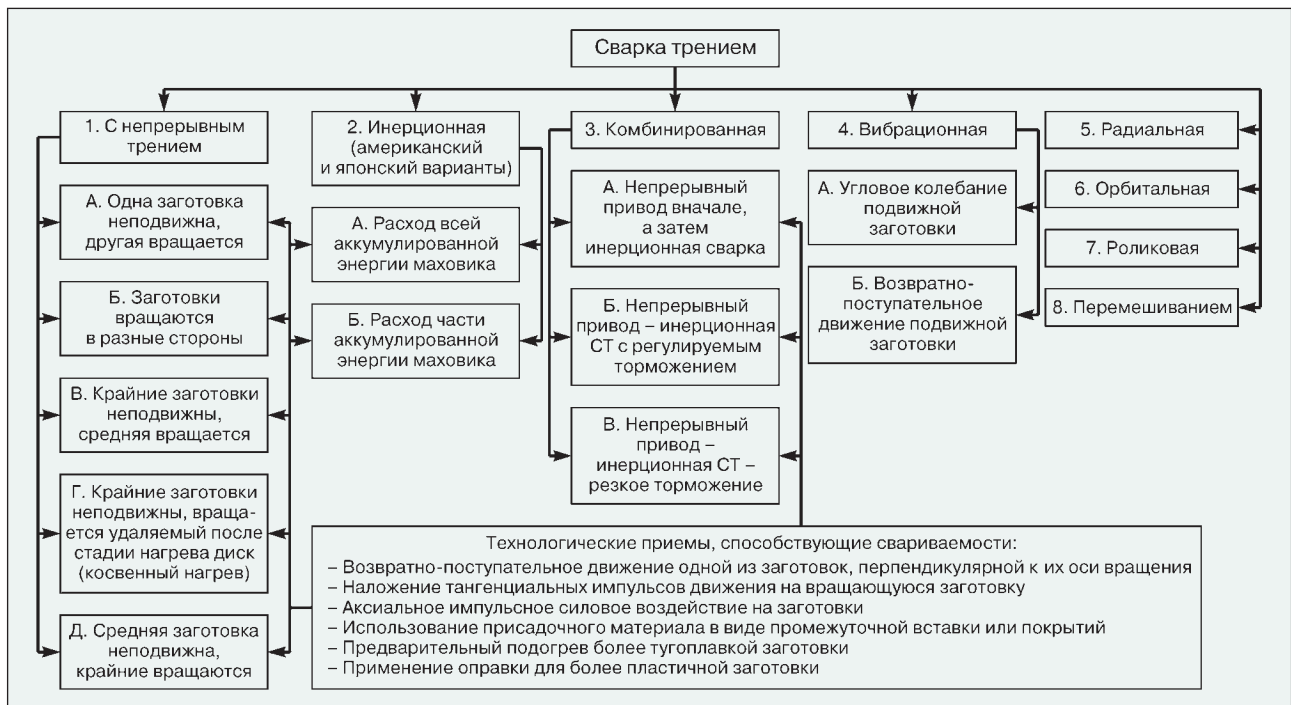 Сварка трением
1. С непрерывным
трением
А. Одна заготовка
неподвижна,
другая вращается
Б. Заготовки
вращаются
в разные стороны
В. Крайние заготовки
неподвижны,
средняя вращается
Г. Крайние заготовки
неподвижны, враща-
ется удаляемый после
стадии нагрева диск
(косвенный нагрев)
Д. Средняя заготовка
неподвижна,
крайние вращаются
2. Инерционная
(американский
и японский варианты)
А. Расход всей
аккумулированной
энергии маховика
Б. Расход части
аккумулированной
энергии маховика
3. Комбинированная
А. Непрерывный
привод вначале,
а затем
инерционная сварка
Б. Непрерывный
привод – инерционная
СТ с регулируемым
торможением
В. Непрерывный
привод –
инерционная СТ –
резкое торможение
4. Вибрационная
А. Угловое колебание
подвижной
заготовки
Б. Возвратно-
поступательное
движение подвижной
заготовки
5. Радиальная
6. Орбитальная
7. Роликовая
8. Перемешиванием
Технологические приемы, способствующие свариваемости:
– Возвратно-поступательное движение одной из заготовок, перпендикулярной к их оси вращения
– Наложение тангенциальных импульсов движения на вращающуюся заготовку
– Аксиальное импульсное силовое воздействие на заготовки
– Использование присадочного материала в виде промежуточной вставки или покрытий
– Предварительный подогрев более тугоплавкой заготовки
– Применение оправки для более пластичной заготовки